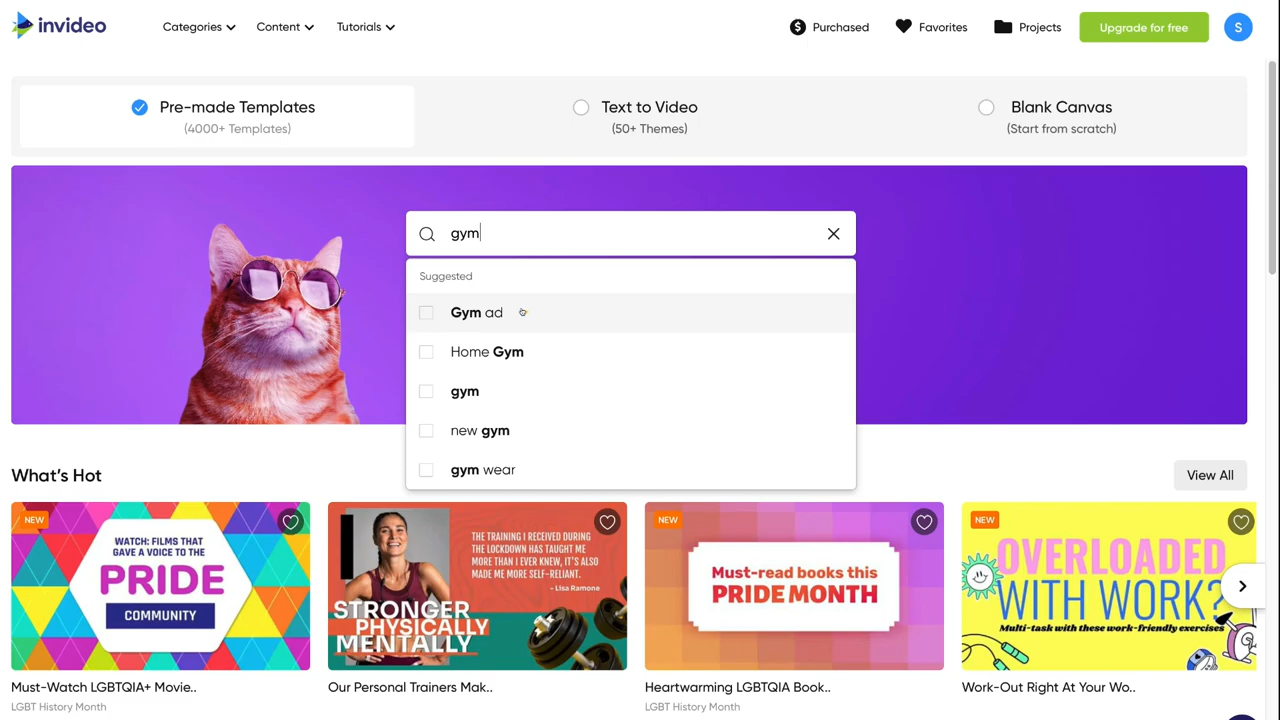 invideo
Categories
Content
Tutorials
Purchased
Favorites
Projects
Upgrade for free
S
Pre-made Templates
(4000+ Templates)
Text to Video
(50+ Themes)
Blank Canvas
(Start from scratch)
gym
Suggested
Gym ad
Home Gym
gym
new gym
gym wear
What's Hot
View All
NEW
WATCH: FILMS THAT
GAVE A VOICE TO THE
PRIDE
COMMUNITY
THE TRAINING I RECEIVED DURING
THE LOCKDOWN HAS TAUGHT ME
MORE THAN I EVER KNEW, IT'S ALSO
MADE ME MORE SELF-RELIANT.
- Lisa Ramone
STRONGER
PHYSICALLY
MENTALLY
NEW
Must-read books this
PRIDE MONTH
NEW
OVERLOADED
WITH WORK?
Multi-task with these work-friendly exercises
Must-Watch LGBTQIA+ Movie..
LGBT History Month
Our Personal Trainers Mak..
Heartwarming LGBTQIA Book..
LGBT History Month
Work-Out Right At Your Wo..